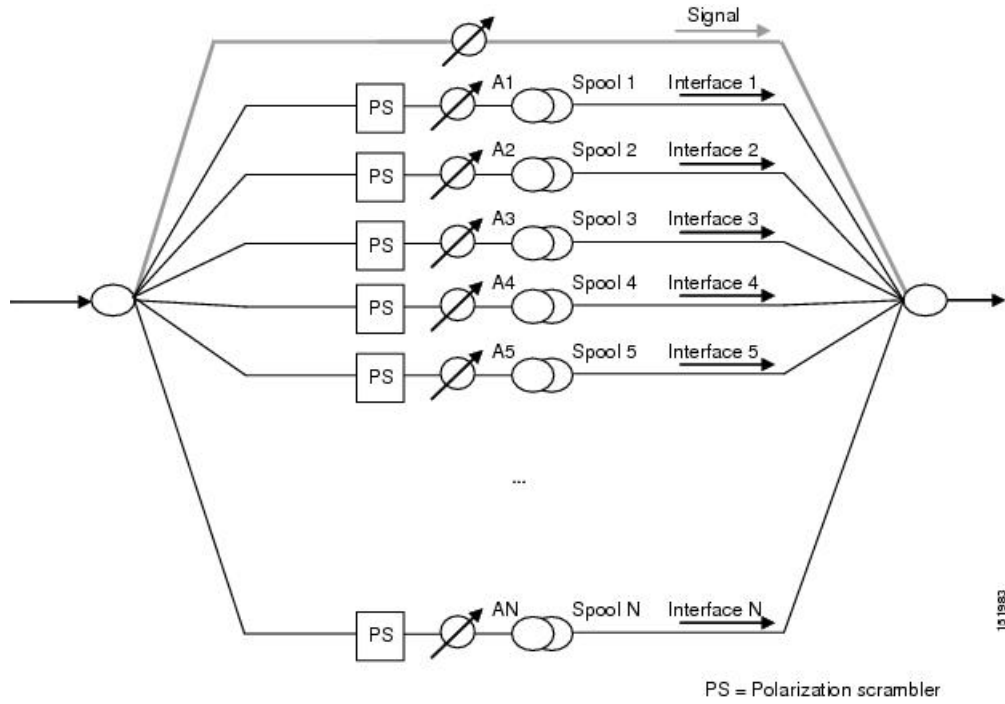 Signal
PS A1 Spool 1 Interface 1
PS A2 Spool 2 Interface 2
PS A3 Spool 3 Interface 3
PS A4 Spool 4 Interface 4
PS A5 Spool 5 Interface 5
...
PS AN Spool N Interface N
151983
PS = Polarization scrambler